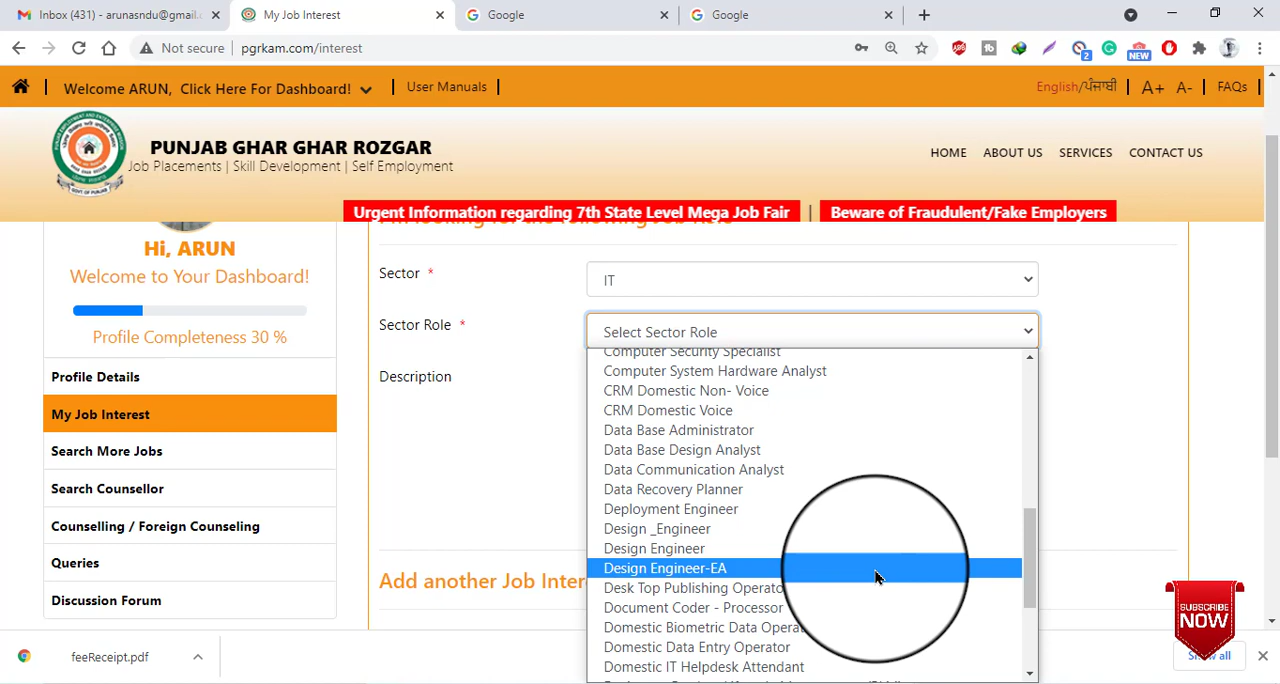 Inbox (431) - arunasndu@gmail.
My Job Interest
Google
Google
Not secure
pgrkam.com/interest
2
NEW
Welcome ARUN, Click Here For Dashboard!
User Manuals
English/ਪੰਜਾਬੀ
A+
A-
FAQs
PUNJAB GHAR GHAR ROZGAR
Job Placements | Skill Development | Self Employment
HOME
ABOUT US
SERVICES
CONTACT US
Urgent Information regarding 7th State Level Mega Job Fair
Beware of Fraudulent/Fake Employers
Hi, ARUN
Welcome to Your Dashboard!
Profile Completeness 30 %
Profile Details
My Job Interest
Search More Jobs
Search Counsellor
Counselling / Foreign Counseling
Queries
Discussion Forum
Sector *
IT
Sector Role *
Select Sector Role
Description
Computer Security Specialist
Computer System Hardware Analyst
CRM Domestic Non- Voice
CRM Domestic Voice
Data Base Administrator
Data Base Design Analyst
Data Communication Analyst
Data Recovery Planner
Deployment Engineer
Design _Engineer
Design Engineer
Design Engineer-EA
Desk Top Publishing Operato
Document Coder - Processor
Domestic Biometric Data Opera
Domestic Data Entry Operator
Domestic IT Helpdesk Attendant
Add another Job Inter
SUBSCRIBE
NOW
feeReceipt.pdf
Show all